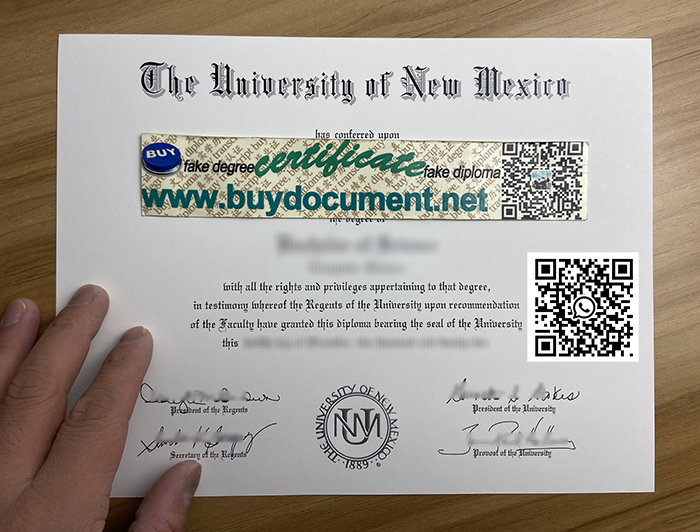 The University of New Mexico
has conferred upon
BUY fake degree certificate fake diploma
www.buydocument.net
the degree of
Bachelor of Science
with all the rights and privileges appertaining to that degree,
in testimony whereof the Regents of the University upon recommendation
of the Faculty have granted this diploma bearing the seal of the University
this
President of the Regents
President of the University
THE UNIVERSITY OF NEW MEXICO
UNM
·1889·
Secretary of the Regents
Provost of the University